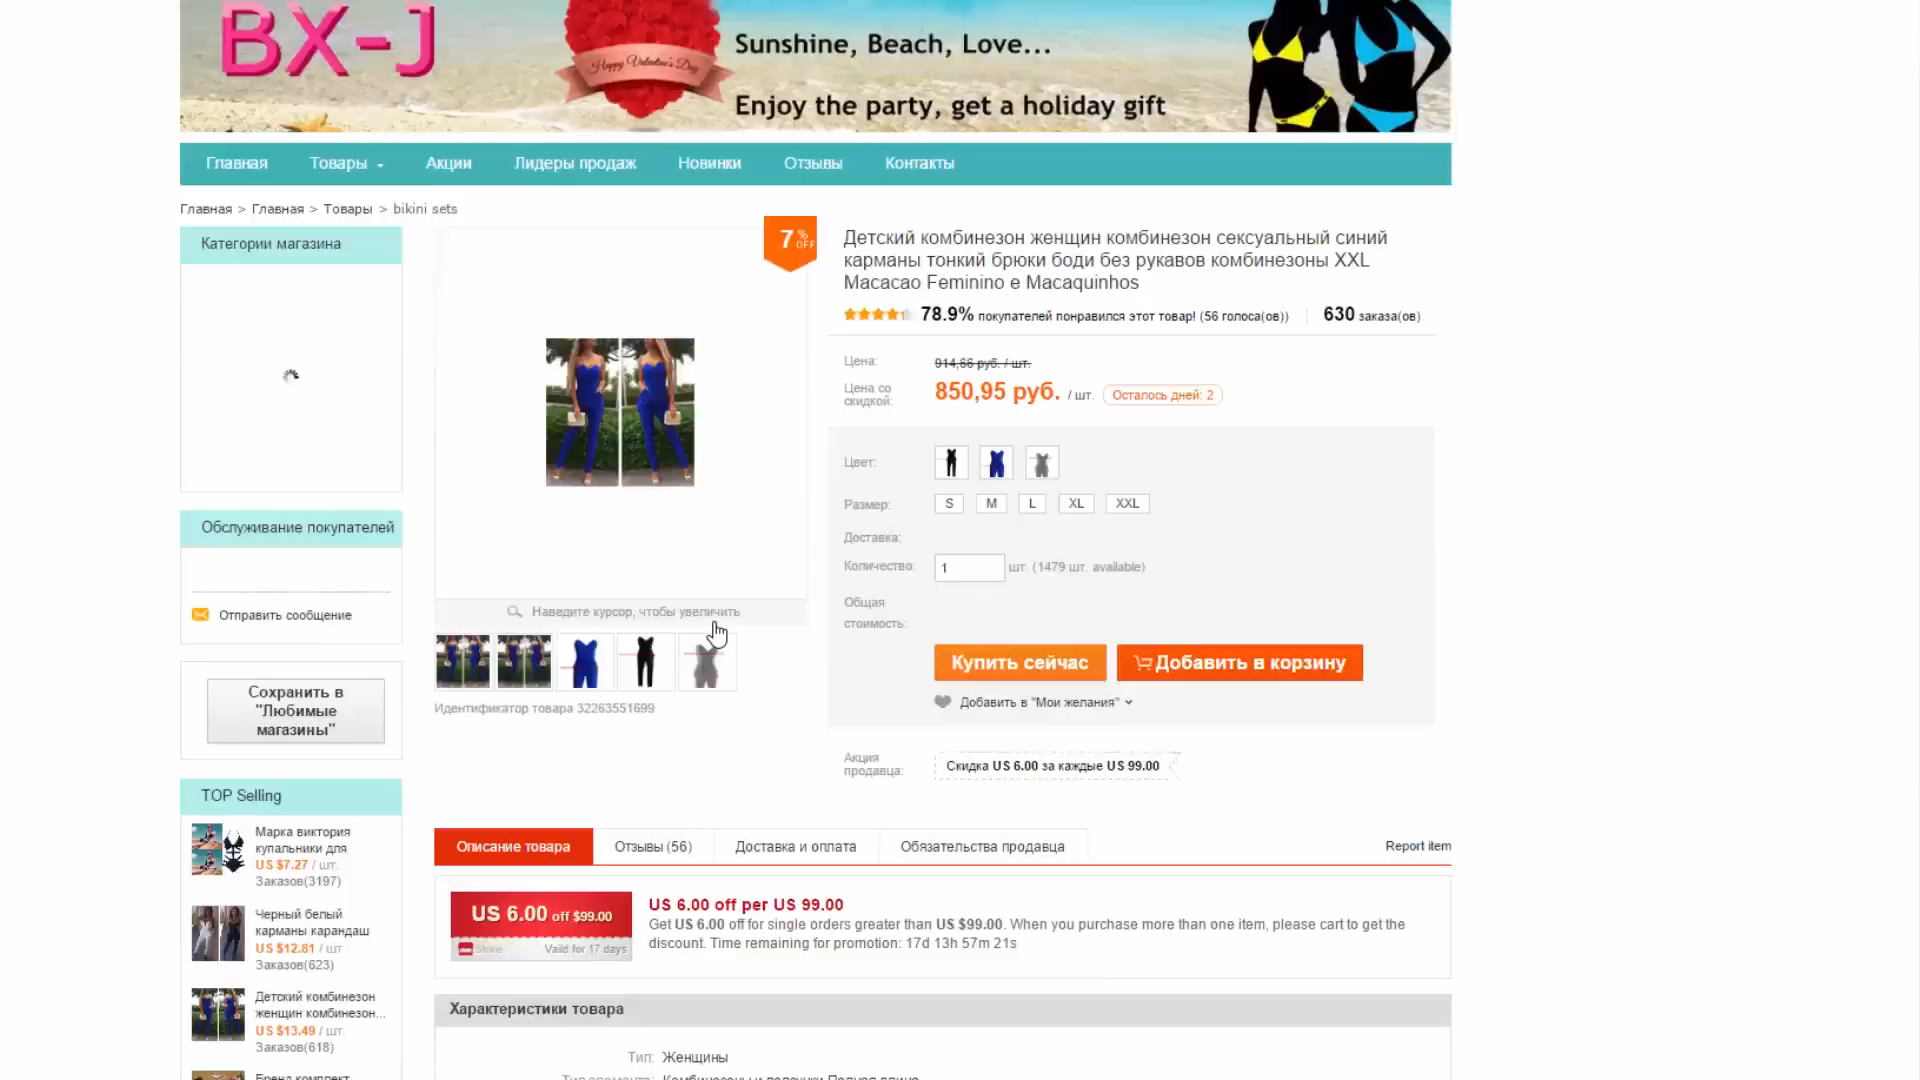 BX-J
Happy Valentine's Day
Sunshine, Beach, Love...
Enjoy the party, get a holiday gift
Главная Товары Акции Лидеры продаж Новинки Отзывы Контакты
Главная > Главная > Товары > bikini sets
Категории магазина
7 % OFF
Детский комбинезон женщин комбинезон сексуальный синий
карманы тонкий брюки боди без рукавов комбинезоны XXL
Macacao Feminino e Macaquinhos
78.9% покупателей понравился этот товар! (56 голоса(ов)) 630 заказа(ов)
Цена: 914,66 руб. / шт.
Цена со
скидкой: 850,95 руб. / шт. Осталось дней: 2
Цвет:
Размер: S M L XL XXL
Доставка:
Количество: 1 шт. (1479 шт. available)
Общая
стоимость:
Купить сейчас Добавить в корзину
Добавить в "Мои желания"
Акция
продавца: Скидка US 6.00 за каждые US 99.00
Наведите курсор, чтобы увеличить
Идентификатор товара 32263551699
Обслуживание покупателей
Отправить сообщение
Сохранить в
"Любимые
магазины"
TOP Selling
Марка виктория
купальники для
US $7.27 / шт.
Заказов(3197)
Черный белый
карманы карандаш
US $12.81 / шт
Заказов(623)
Детский комбинезон
женщин комбинезон...
US $13.49 / шт.
Заказов(618)
Бренд комплект
Описание товара Отзывы (56) Доставка и оплата Обязательства продавца Report item
US 6.00 off $99.00
Store Vaild for 17 days
US 6.00 off per US 99.00
Get US 6.00 off for single orders greater than US $99.00. When you purchase more than one item, please cart to get the
discount. Time remaining for promotion: 17d 13h 57m 21s
Характеристики товара
Тип: Женщины
Тип элемента: Комбинезоны и ползунки Полная длина